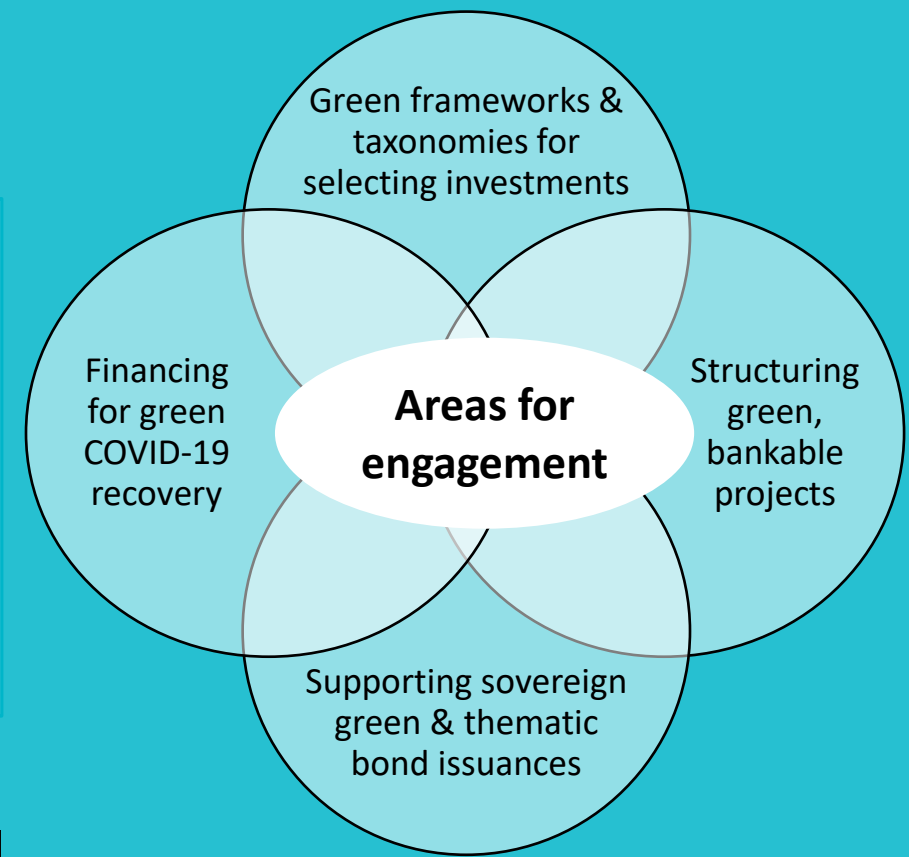 Green frameworks &
taxonomies for
selecting investments
Financing
for green
COVID-19
recovery
Areas for
engagement
Structuring
green,
bankable
projects
Supporting sovereign
green & thematic
bond issuances